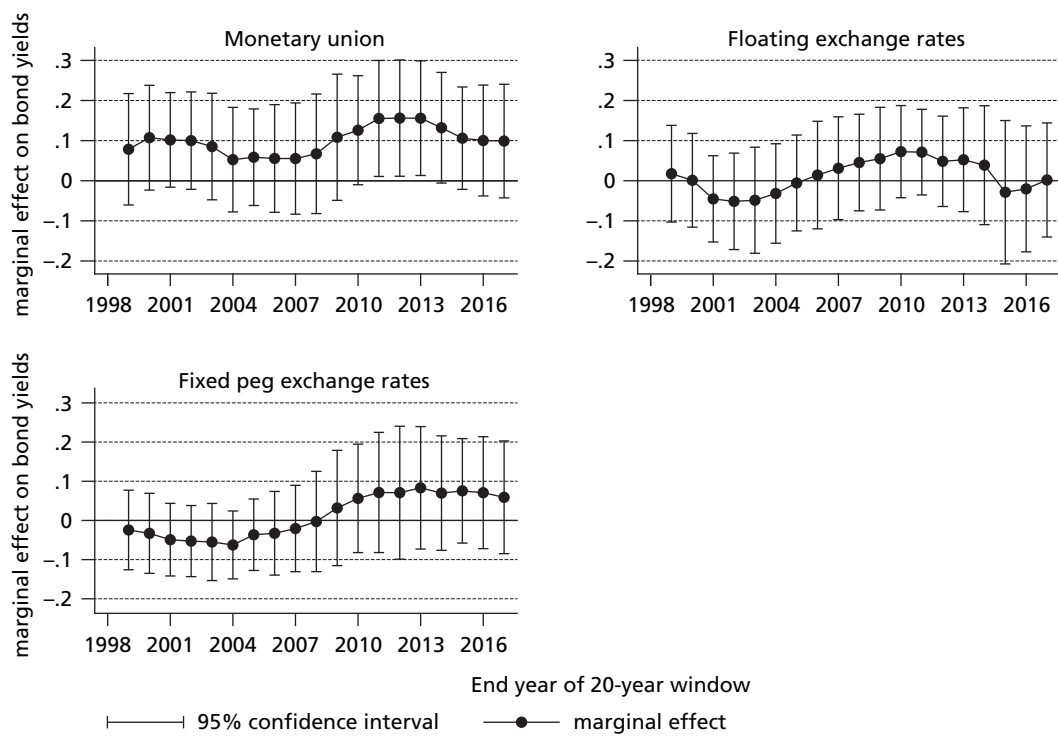 Monetary union
marginal effect on bond yields
.3
.2
.1
0
–.1
–.2
1998 2001 2004 2007 2010 2013 2016
Floating exchange rates
.3
.2
.1
0
–.1
–.2
1998 2001 2004 2007 2010 2013 2016
Fixed peg exchange rates
marginal effect on bond yields
.3
.2
.1
0
–.1
–.2
1998 2001 2004 2007 2010 2013 2016
End year of 20-year window
95% confidence interval marginal effect